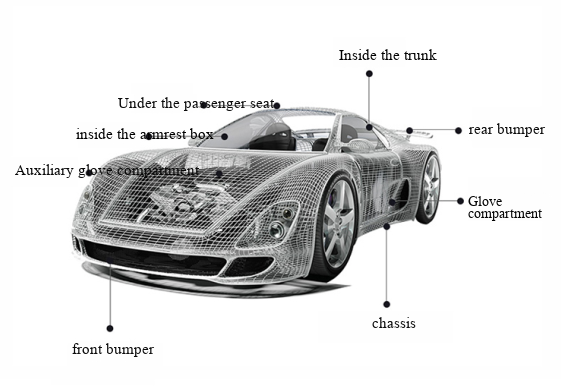 Inside the trunk
Under the passenger seat
inside the armrest box
rear bumper
Auxiliary glove compartment
Glove
compartment
chassis
front bumper